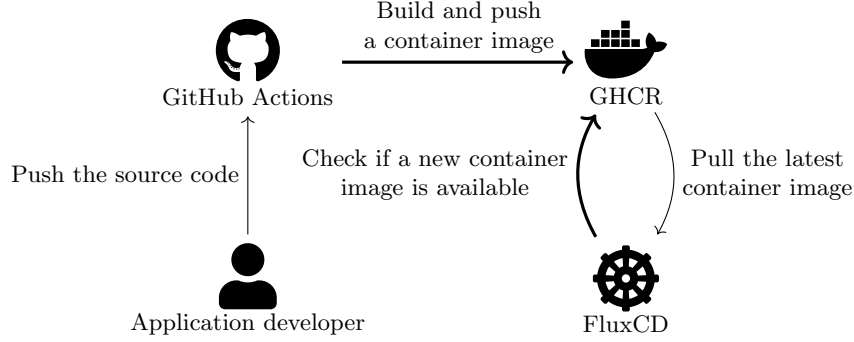 Build and push
a container image
GitHub Actions
GHCR
Push the source code
Check if a new container
image is available
Pull the latest
container image
Application developer
FluxCD